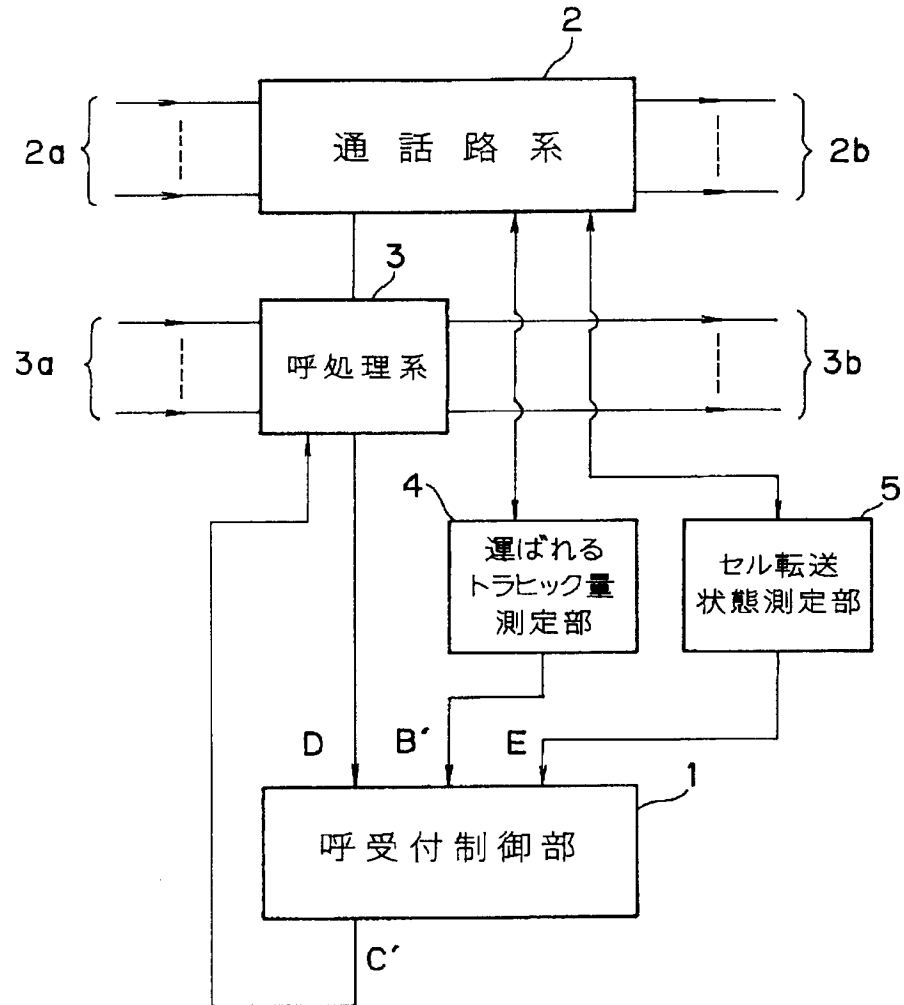 2
2a
通話路系
2b
3
3a
呼処理系
3b
4
運ばれる
トラヒック量
測定部
5
セル転送
状態測定部
D
B′
E
1
呼受付制御部
C′